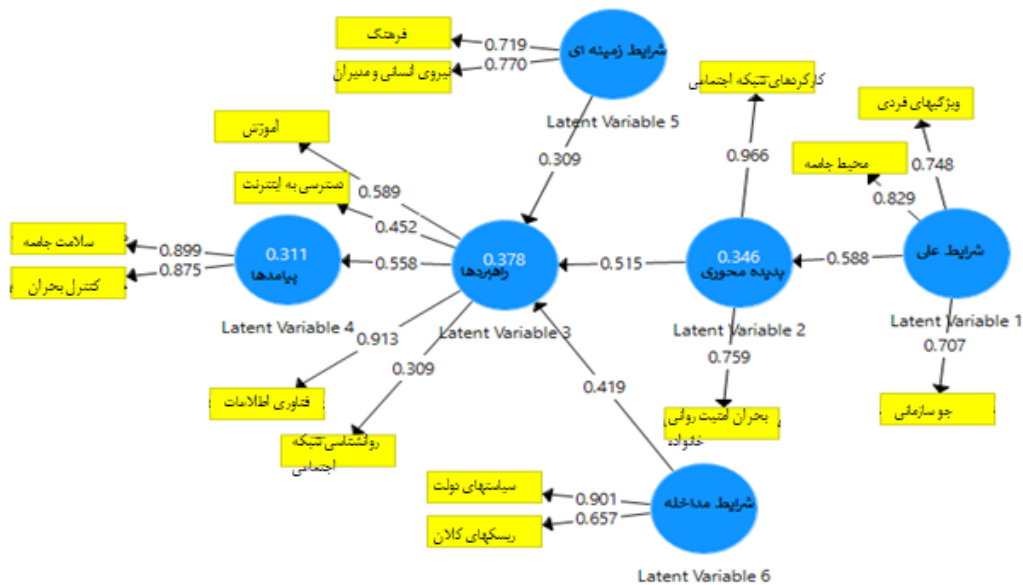 فرهنگ
0.719
نیروی انسانی و مدیران
0.770
شرایط زمینه ای
Latent Variable 5
0.309
کارکردهای شبکه اجتماعی
0.966
ویژگیهای فردی
0.748
محیط جامعه
0.829
آموزش
0.589
دسترسی به اینترنت
0.452
سلامت جامعه
0.899
کنترل بحران
0.875
0.311
پیامدها
Latent Variable 4
0.558
0.378
راهبردها
Latent Variable 3
0.515
0.346
پدیده محوری
Latent Variable 2
0.588
شرایط علی
Latent Variable 1
0.913
فناوری اطلاعات
0.309
روانشناسی شبکه
اجتماعی
0.419
0.759
بحران امنیت روانی
خانواده
0.707
جو سازمانی
سیاستهای دولت
0.901
ریسکهای کلان
0.657
شرایط مداخله
Latent Variable 6